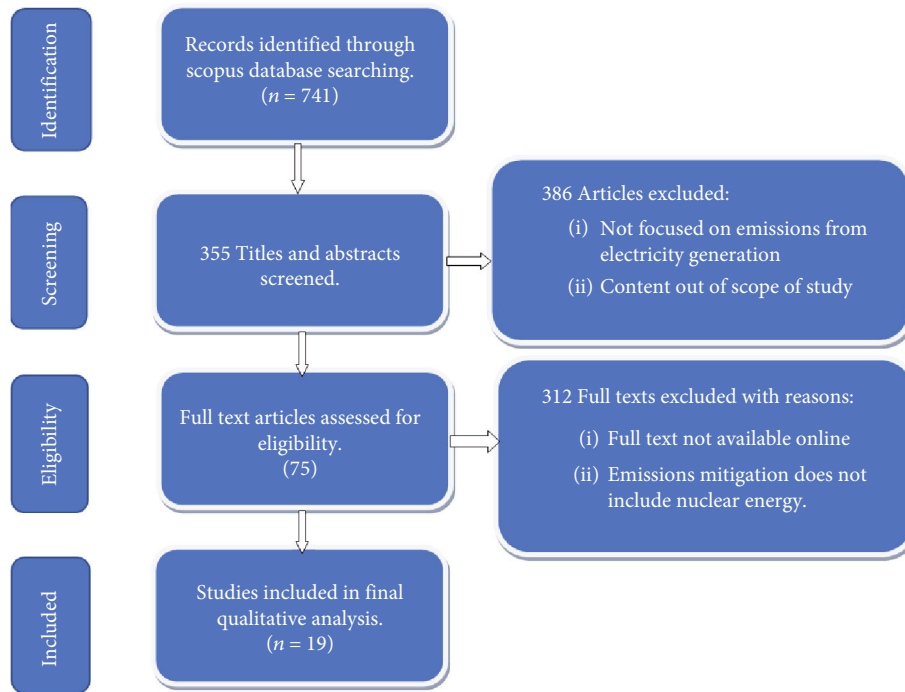 Identification
Records identified through
scopus database searching.
(n = 741)
Screening
355 Titles and abstracts
screened.
386 Articles excluded:
(i) Not focused on emissions from
electricity generation
(ii) Content out of scope of study
Eligibility
Full text articles assessed for
eligibility.
(75)
312 Full texts excluded with reasons:
(i) Full text not available online
(ii) Emissions mitigation does not
include nuclear energy.
Included
Studies included in final
qualitative analysis.
(n = 19)